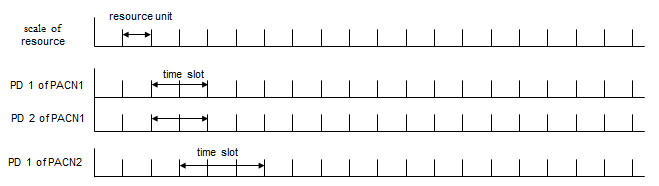 resource unit
scale of
resource
time slot
PD 1 of PACN1
PD 2 of PACN1
time slot
PD 1 of PACN2